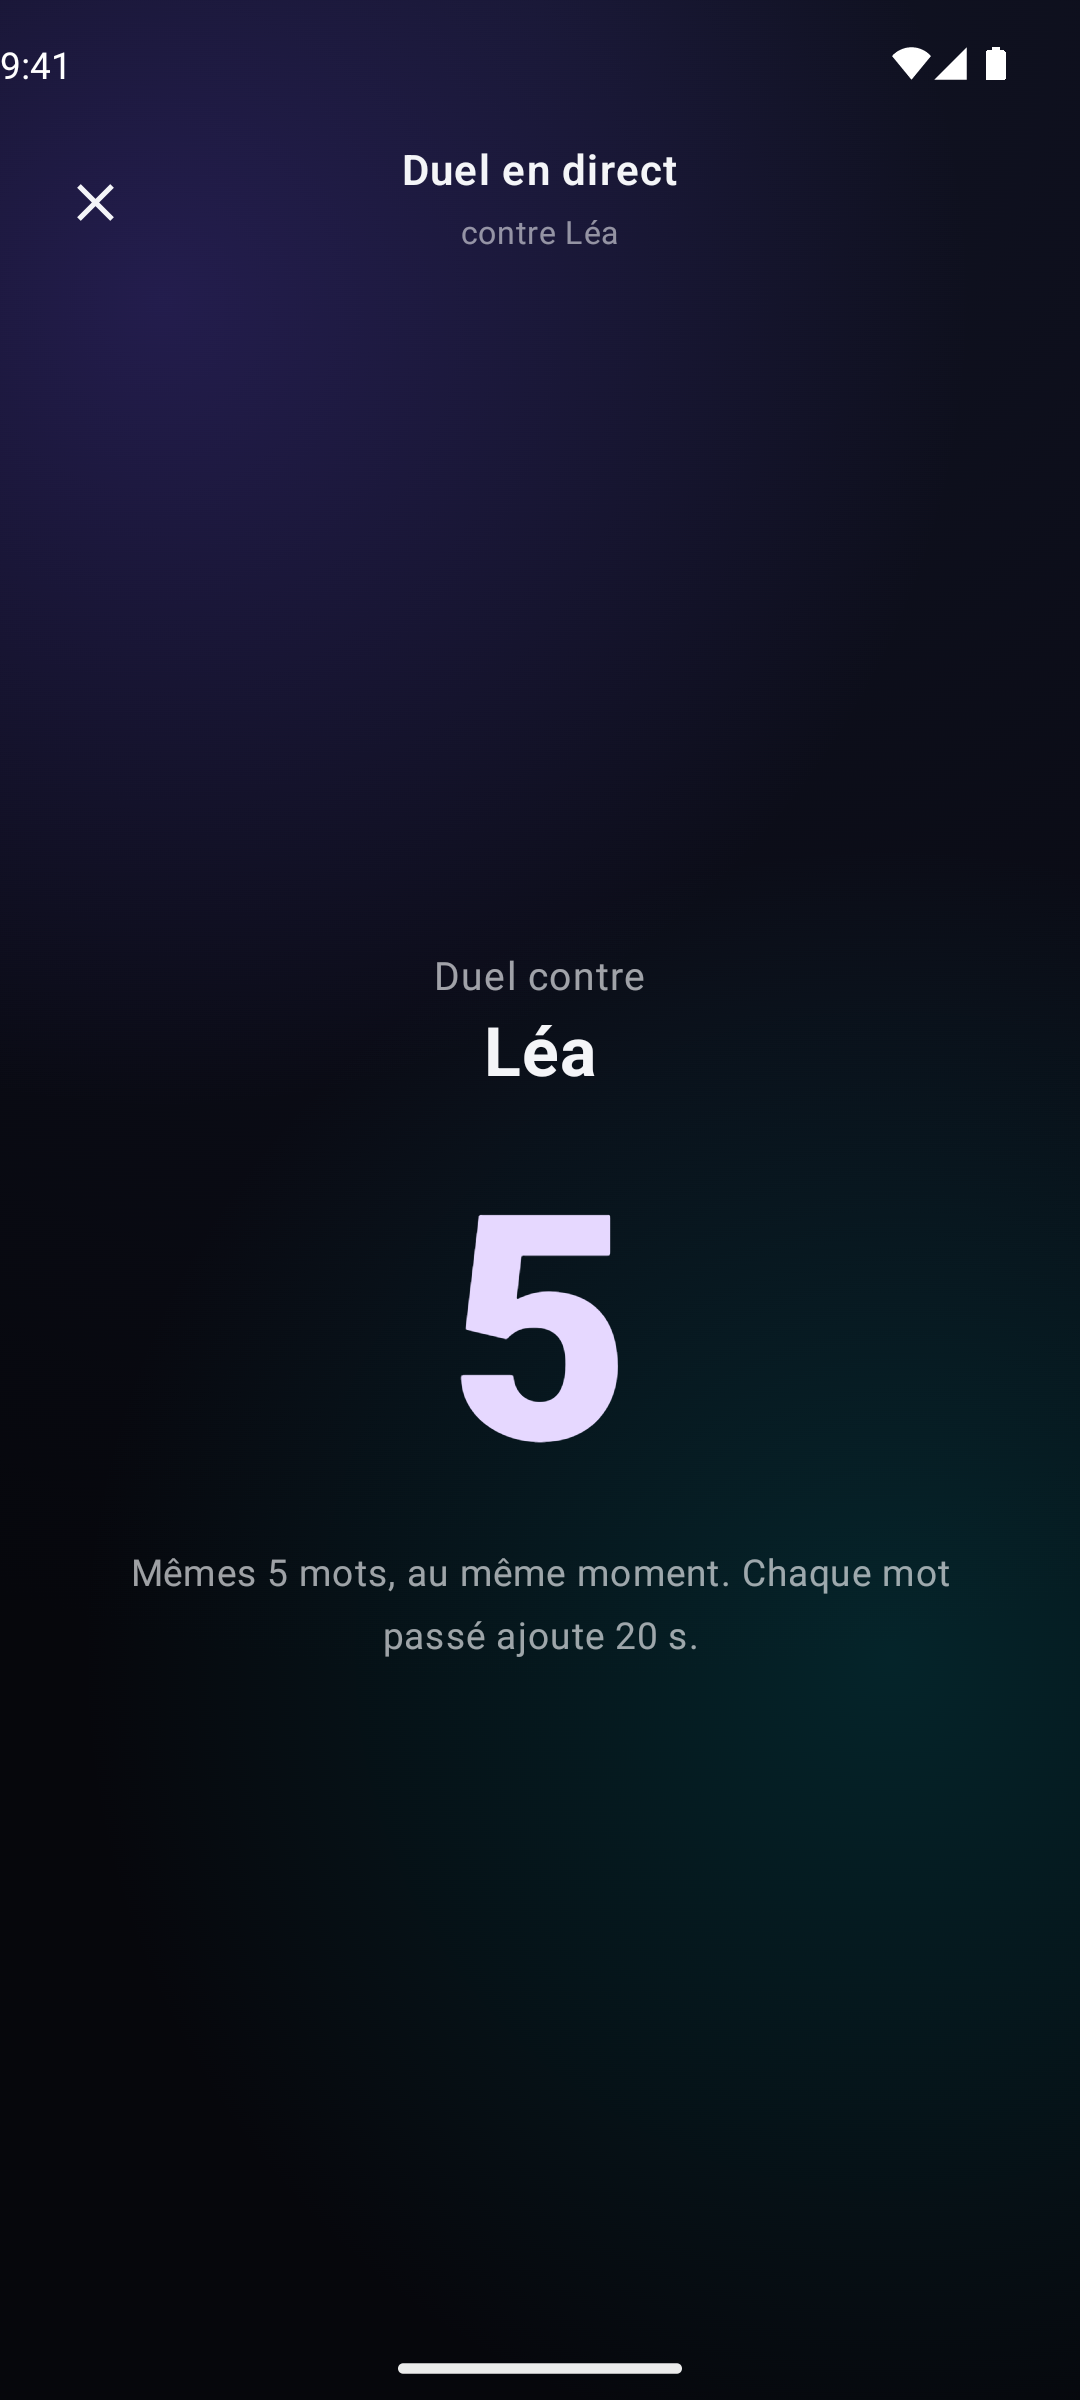 9:41
Duel en direct
contre Léa
Duel contre
Léa
5
Mêmes 5 mots, au même moment. Chaque mot
passé ajoute 20 s.